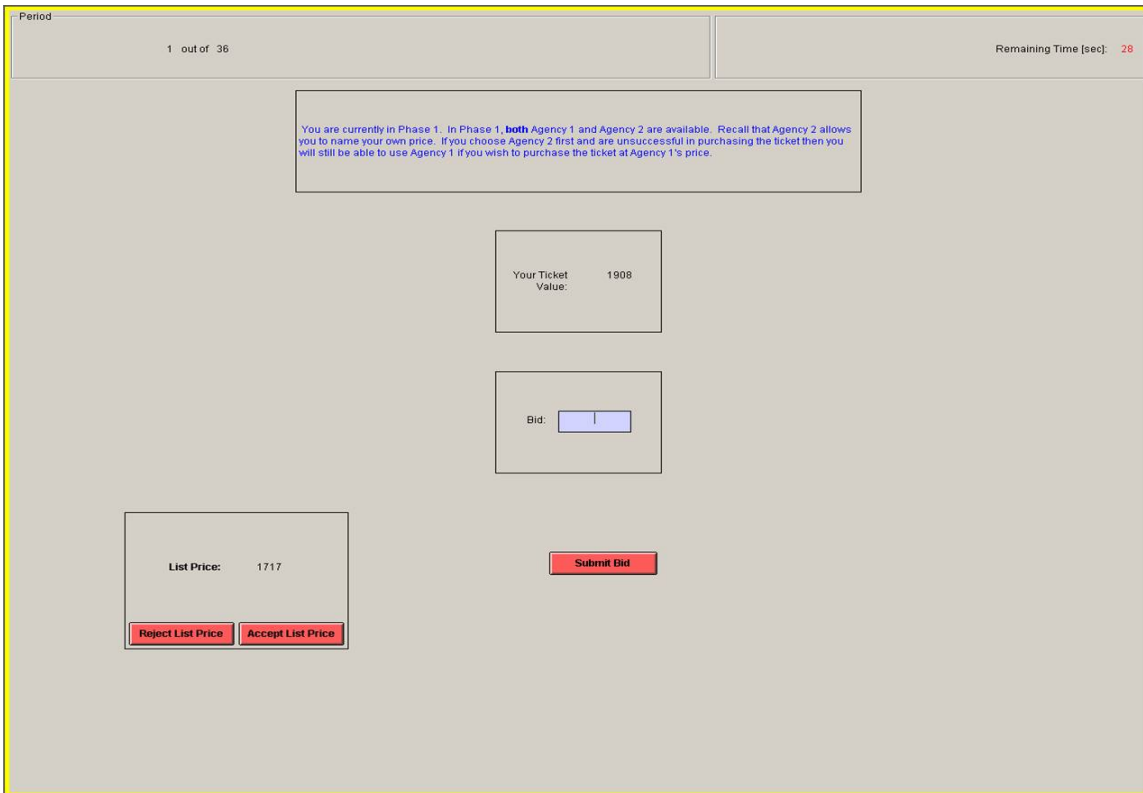 Period
1 out of 36
Remaining Time [sec]: 28
You are currently in Phase 1. In Phase 1, both Agency 1 and Agency 2 are available. Recall that Agency 2 allows
you to name your own price. If you choose Agency 2 first and are unsuccessful in purchasing the ticket then you
will still be able to use Agency 1 if you wish to purchase the ticket at Agency 1's price.
Your Ticket 1908
Value:
Bid:
Submit Bid
List Price: 1717
Reject List Price Accept List Price